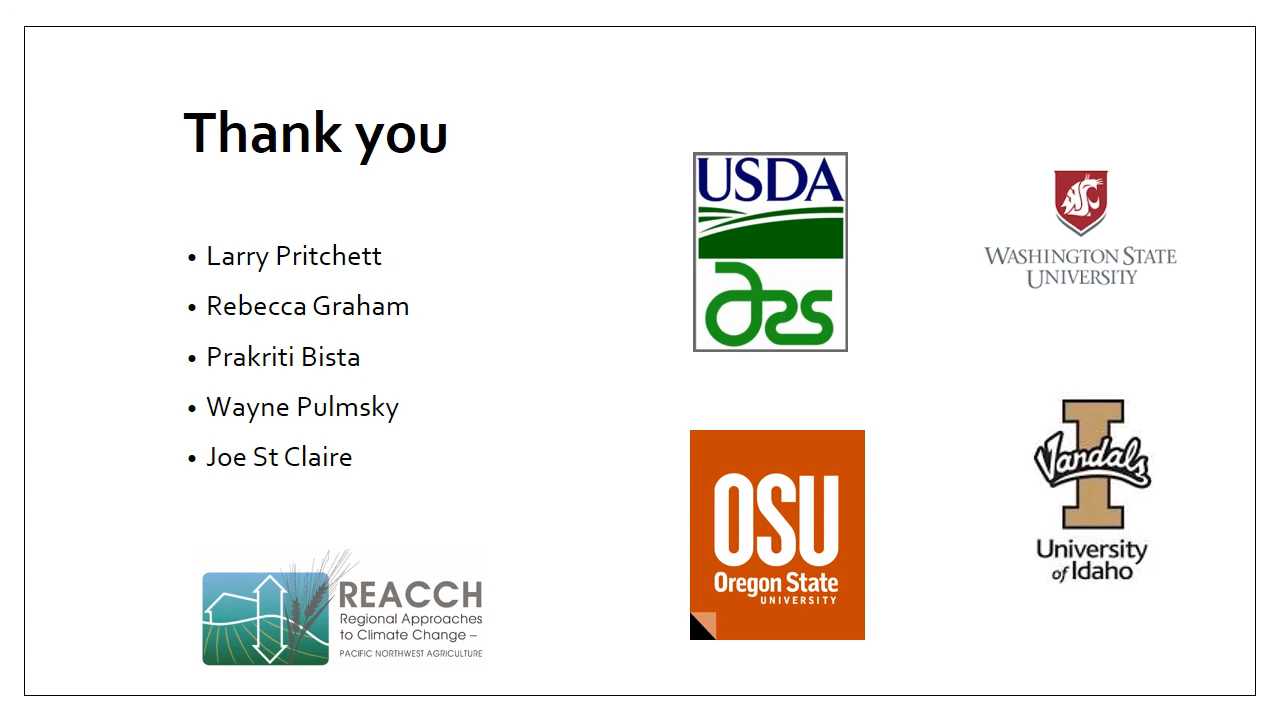 Thank you
• Larry Pritchett
• Rebecca Graham
• Prakriti Bista
• Wayne Pulmsky
• Joe St Claire
REACCH
Regional Approaches
to Climate Change –
PACIFIC NORTHWEST AGRICULTURE
USDA
ars
WASHINGTON STATE
UNIVERSITY
OSU
Oregon State
UNIVERSITY
I
Vandals
University
of Idaho